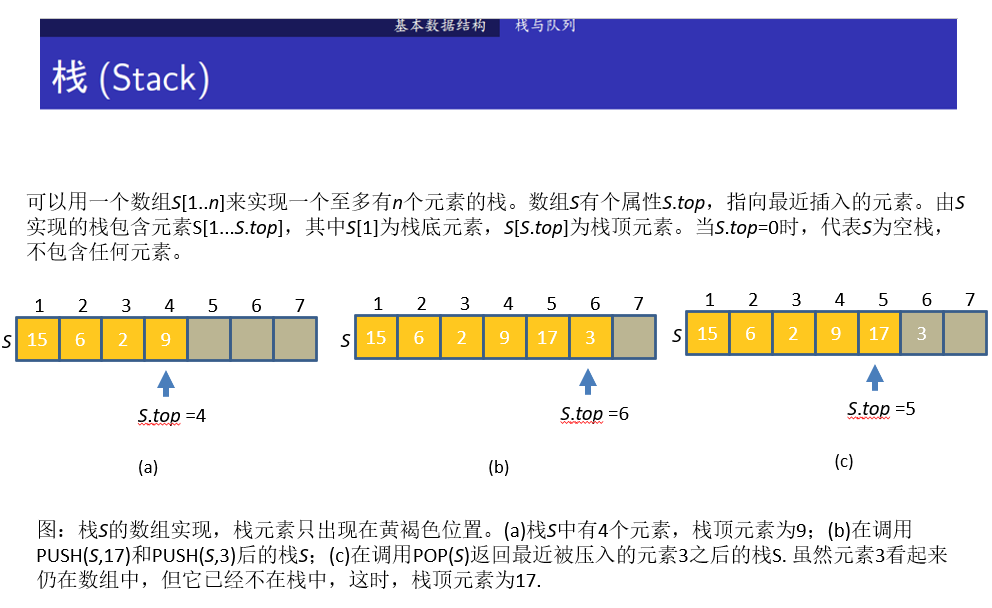 基本数据结构 栈与队列
栈 (Stack)
可以用一个数组S[1..n]来实现一个至多有n个元素的栈。数组S有个属性S.top，指向最近插入的元素。由S
实现的栈包含元素S[1...S.top]，其中S[1]为栈底元素，S[S.top]为栈顶元素。当S.top=0时，代表S为空栈，
不包含任何元素。
1 2 3 4 5 6 7
S 15 6 2 9
S.top =4
(a)
1 2 3 4 5 6 7
S 15 6 2 9 17 3
S.top =6
(b)
1 2 3 4 5 6 7
S 15 6 2 9 17 3
S.top =5
(c)
图：栈S的数组实现，栈元素只出现在黄褐色位置。(a)栈S中有4个元素，栈顶元素为9；(b)在调用
PUSH(S,17)和PUSH(S,3)后的栈S；(c)在调用POP(S)返回最近被压入的元素3之后的栈S. 虽然元素3看起来
仍在数组中，但它已经不在栈中，这时，栈顶元素为17.